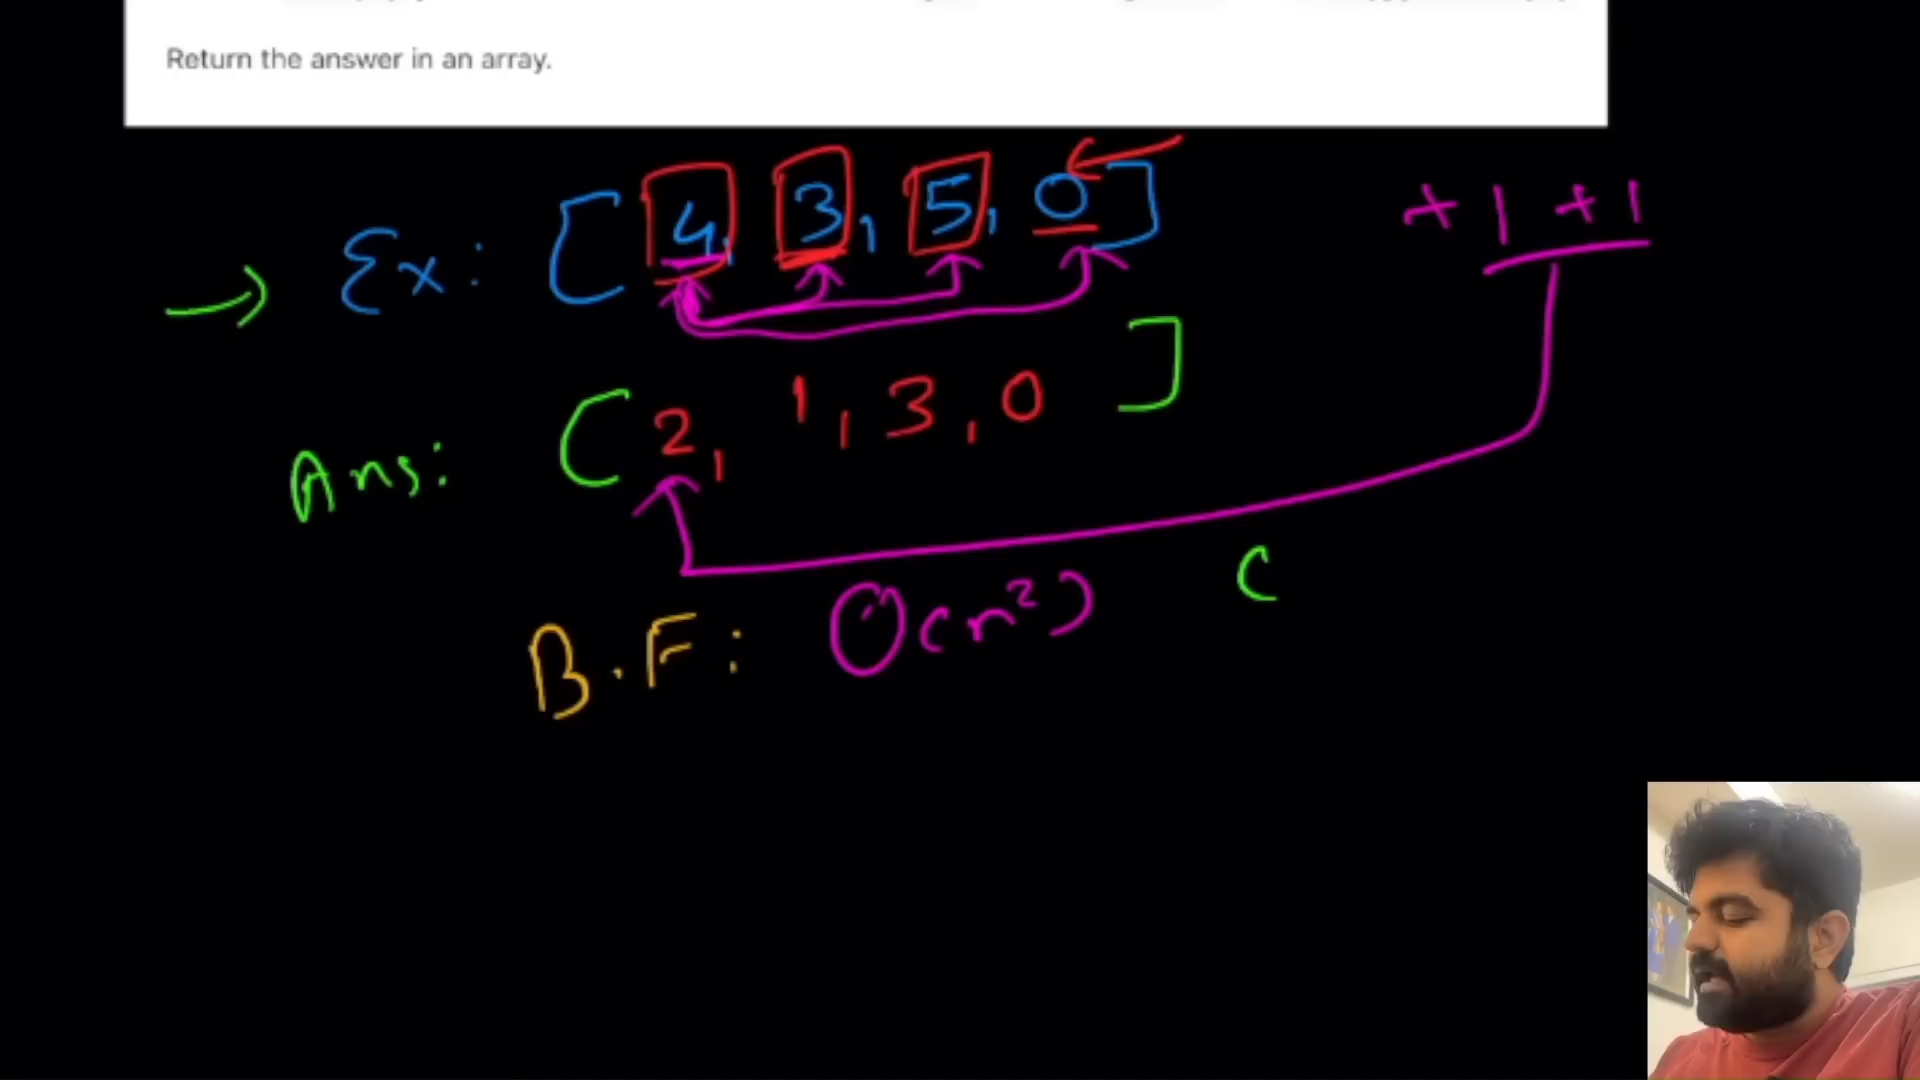 Return the answer in an array.
Ex: [4, 3, 5, 0]
+1 +1
Ans: [2, 1, 3, 0]
C
B.F: O(n²)